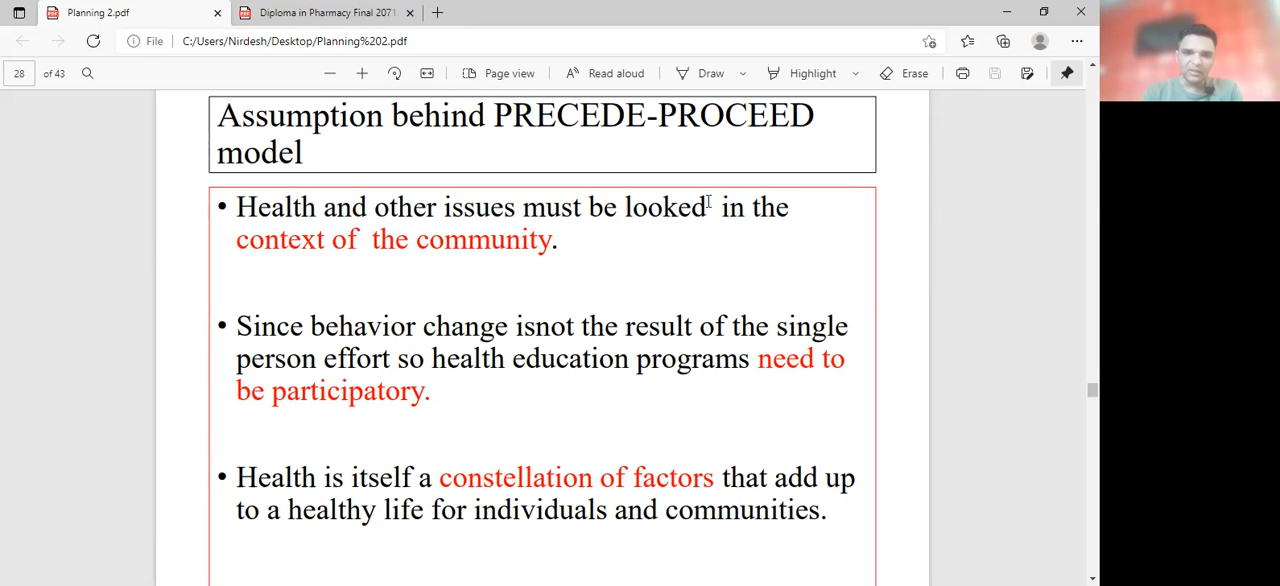 Planning 2.pdf
Diploma in Pharmacy Final 2071
File C:/Users/Nirdesh/Desktop/Planning%202.pdf
28 of 43 Page view Read aloud Draw Highlight Erase
Assumption behind PRECEDE-PROCEED
model
• Health and other issues must be looked in the
context of the community.
• Since behavior change isnot the result of the single
person effort so health education programs need to
be participatory.
• Health is itself a constellation of factors that add up
to a healthy life for individuals and communities.